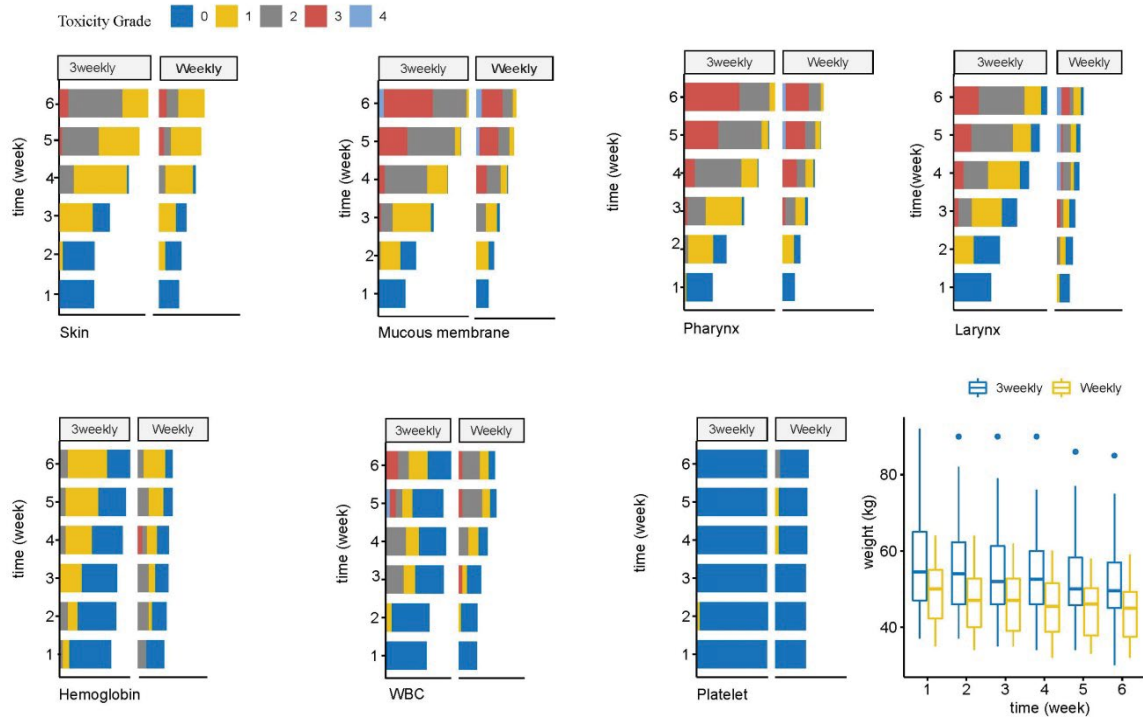 Toxicity Grade 0 1 2 3 4
3weekly Weekly
time (week)
6
5
4
3
2
1
Skin
3weekly Weekly
time (week)
6
5
4
3
2
1
Mucous membrane
3weekly Weekly
time (week)
6
5
4
3
2
1
Pharynx
3weekly Weekly
time(week)
6
5
4
3
2
1
Larynx
3weekly Weekly
time (week)
6
5
4
3
2
1
Hemoglobin
3weekly Weekly
time (week)
6
5
4
3
2
1
WBC
3weekly Weekly
time (week)
6
5
4
3
2
1
Platelet
3weekly Weekly
weight (kg)
80
60
40
1 2 3 4 5 6
time (week)